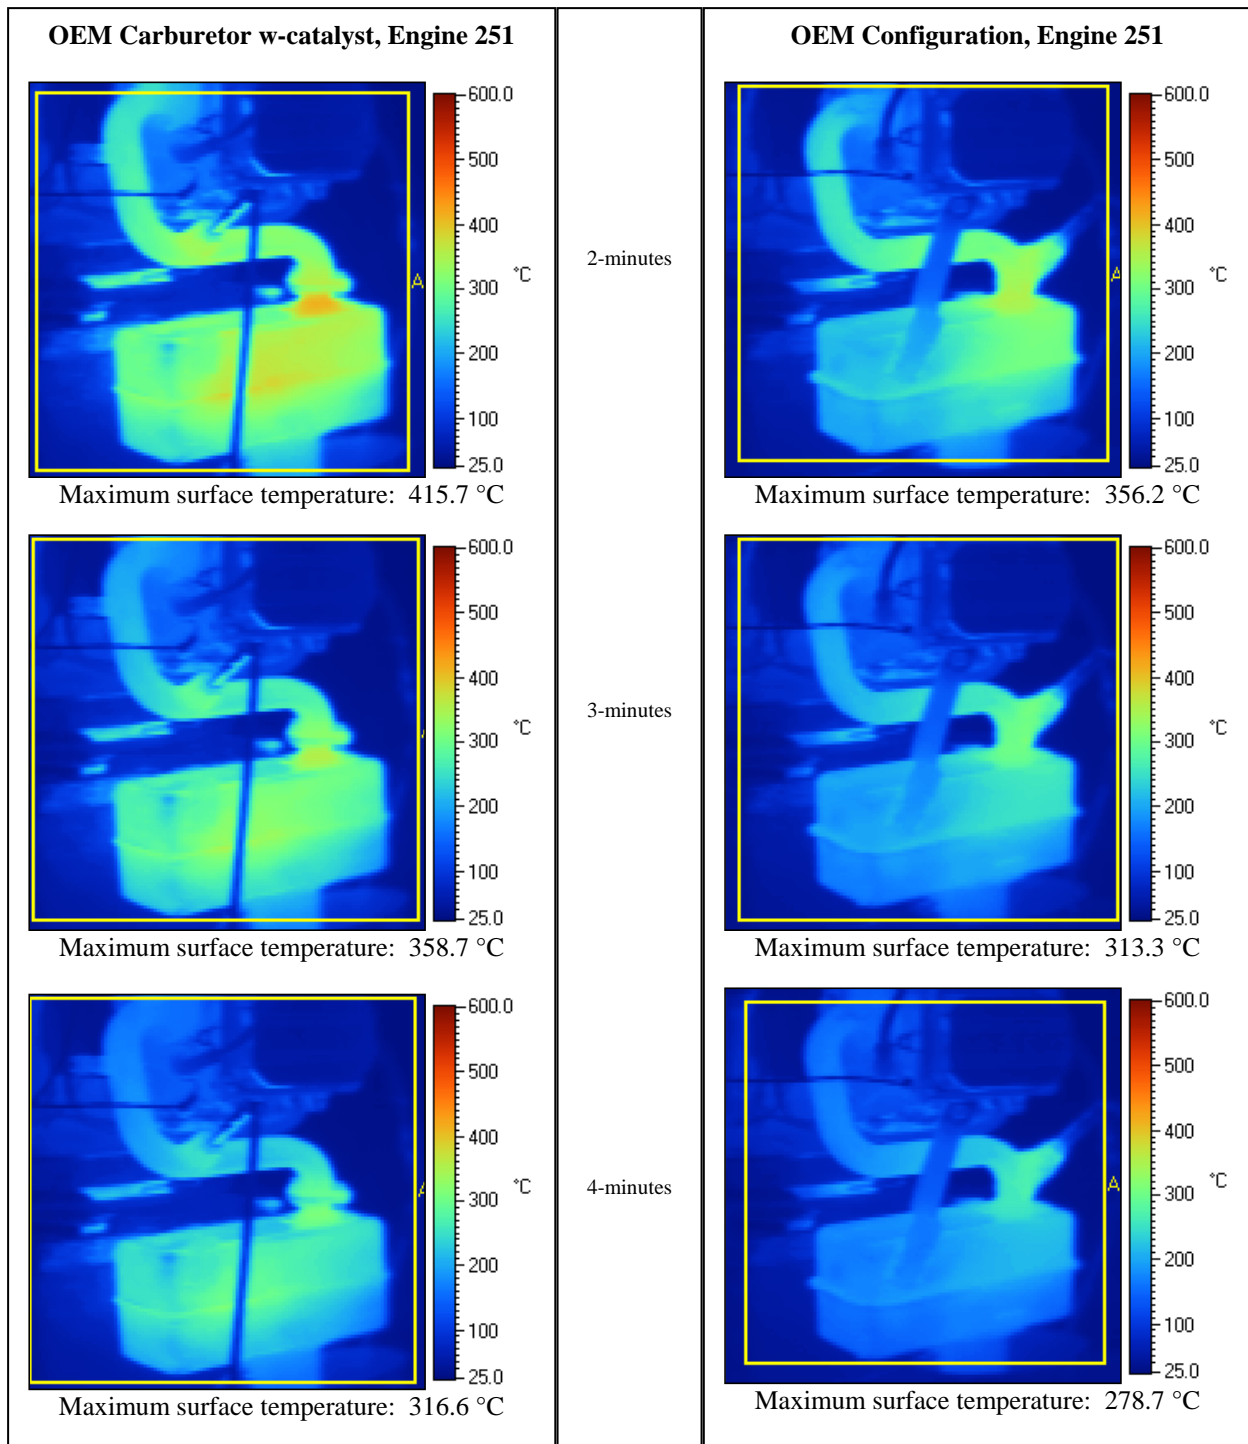 OEM Carburetor w-catalyst, Engine 251
OEM Configuration, Engine 251
600.0
500
400
°C
300
200
100
25.0
A
Maximum surface temperature: 415.7 °C
2-minutes
600.0
500
400
°C
300
200
100
25.0
A
Maximum surface temperature: 356.2 °C
600.0
500
400
°C
300
200
100
25.0
A
Maximum surface temperature: 358.7 °C
3-minutes
600.0
500
400
°C
300
200
100
25.0
Maximum surface temperature: 313.3 °C
600.0
500
400
°C
300
200
100
25.0
A
Maximum surface temperature: 316.6 °C
4-minutes
600.0
500
400
°C
300
200
100
25.0
A
Maximum surface temperature: 278.7 °C